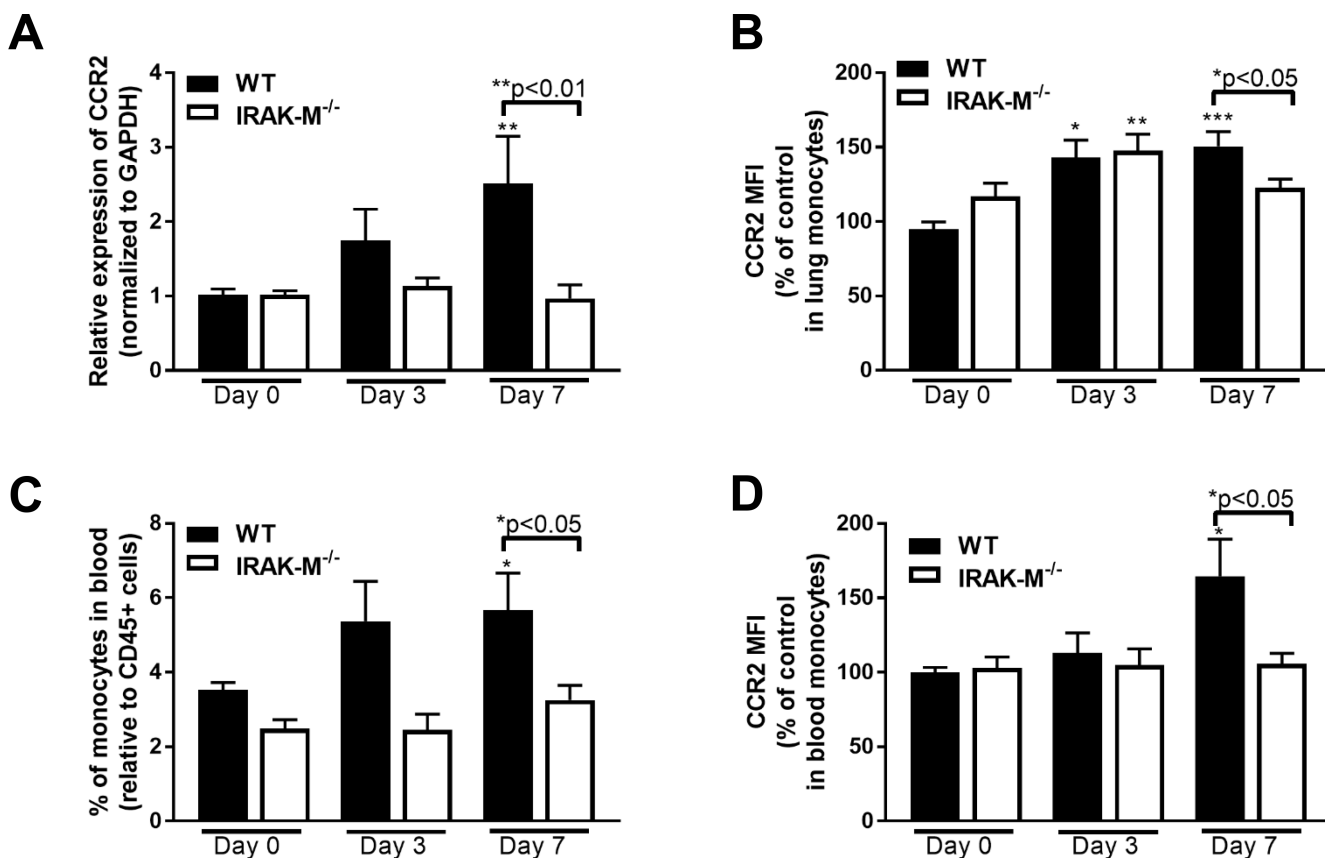 A
Relative expression of CCR2
(normalized to GAPDH)
4
3
2
1
0
WT
IRAK-M-/-
**p<0.01
**
Day 0
Day 3
Day 7
B
CCR2 MFI
(% of control
in lung monocytes)
200
150
100
50
0
WT
IRAK-M-/-
*p<0.05
*
**
***
Day 0
Day 3
Day 7
C
% of monocytes in blood
(relative to CD45+ cells)
8
6
4
2
0
WT
IRAK-M-/-
*p<0.05
*
Day 0
Day 3
Day 7
D
CCR2 MFI
(% of control
in blood monocytes)
200
150
100
50
0
WT
IRAK-M-/-
*p<0.05
*
Day 0
Day 3
Day 7